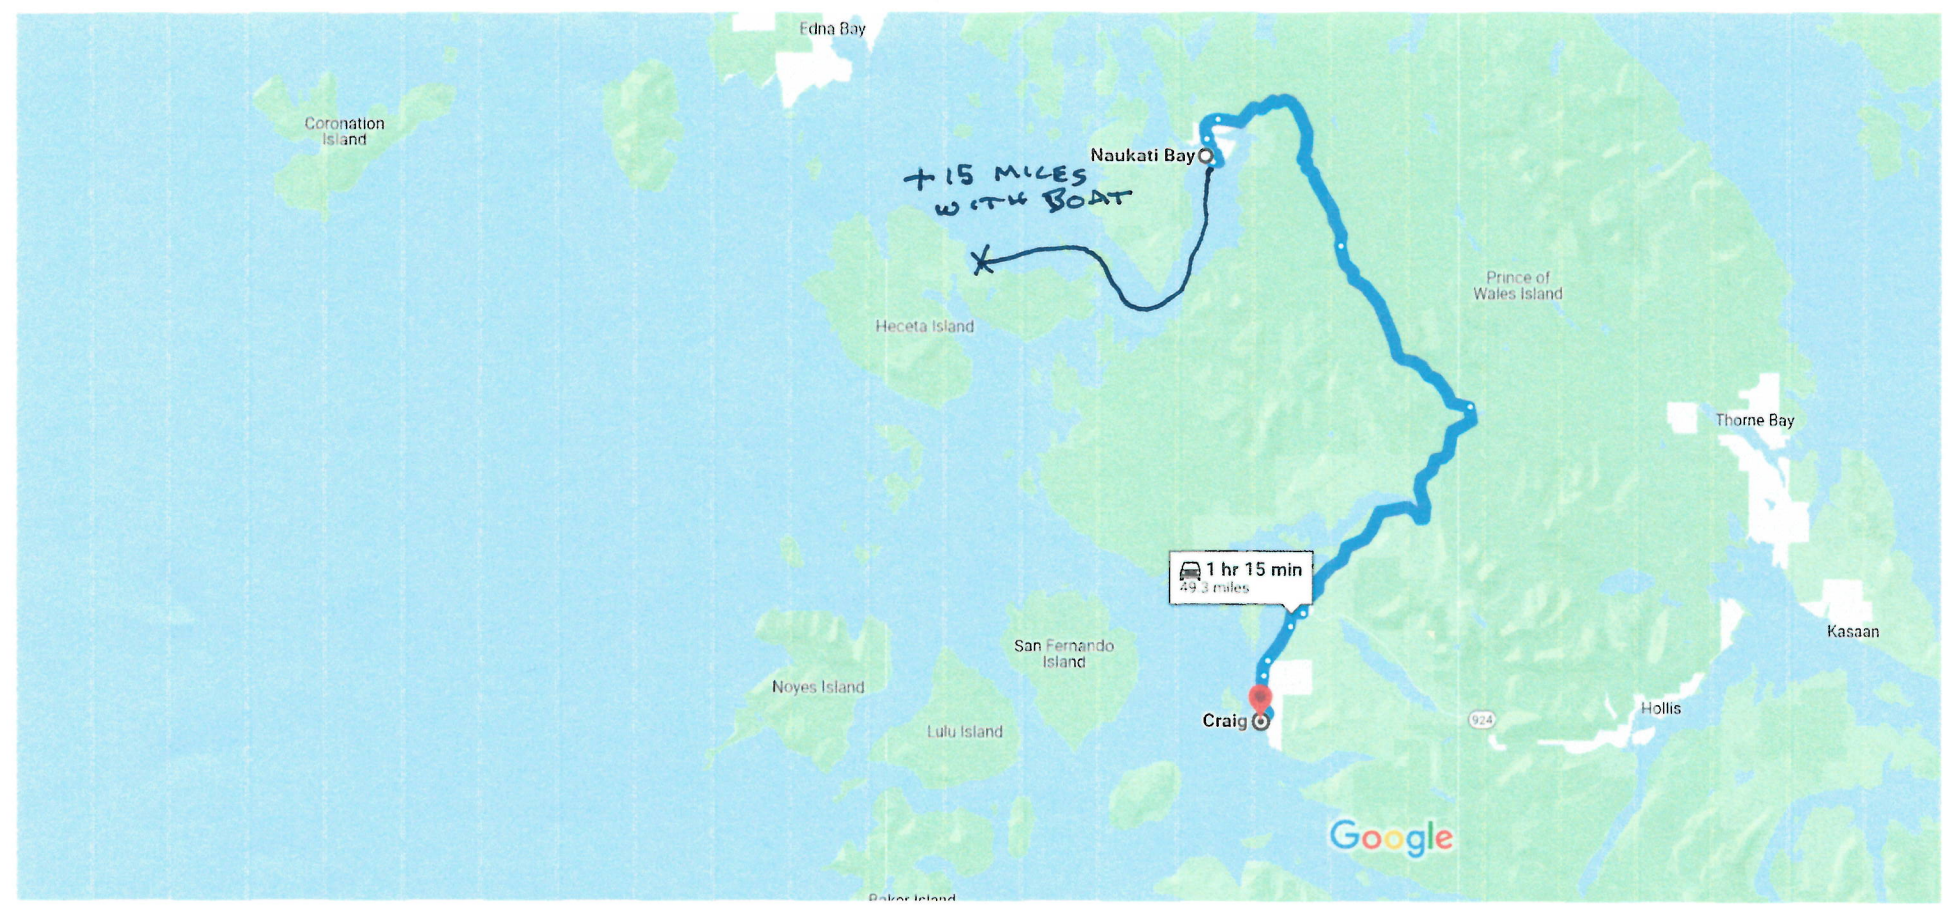 Edna Bay
Coronation
Island
Naukati Bay
+ 15 MILES
WITH BOAT
Prince of
Wales Island
Heceta Island
Thorne Bay
1 hr 15 min
49.3 miles
Kasaan
San Fernando
Island
Noyes Island
Hollis
924
Craig
Lulu Island
Google
Baker Island